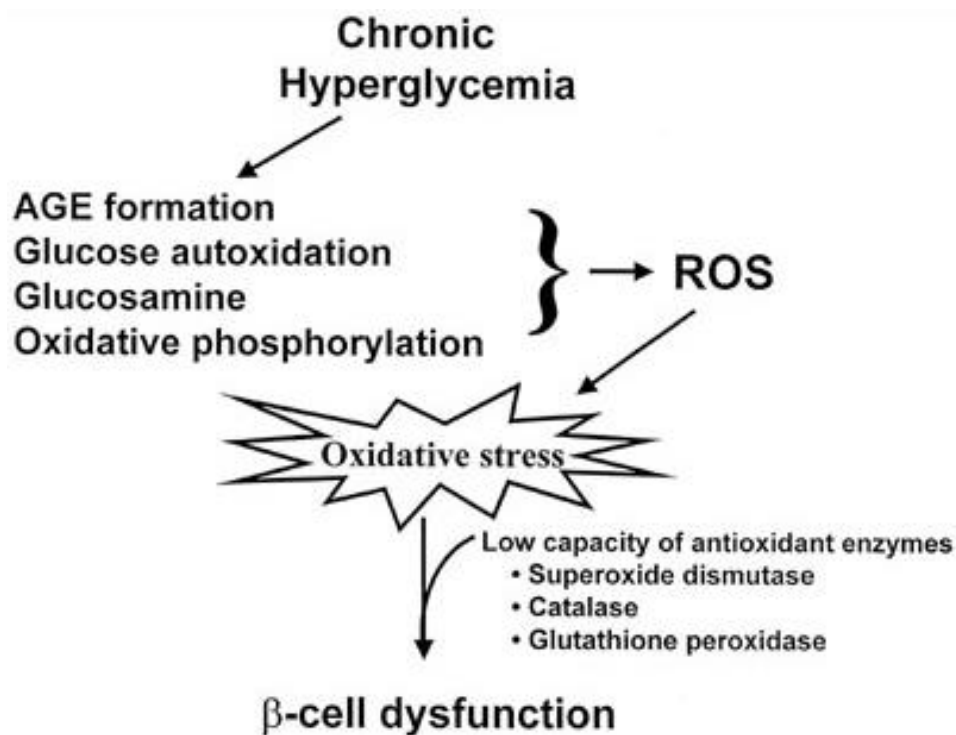 Chronic
Hyperglycemia
AGE formation
Glucose autoxidation
Glucosamine
Oxidative phosphorylation
ROS
Oxidative stress
Low capacity of antioxidant enzymes
• Superoxide dismutase
• Catalase
• Glutathione peroxidase
β-cell dysfunction